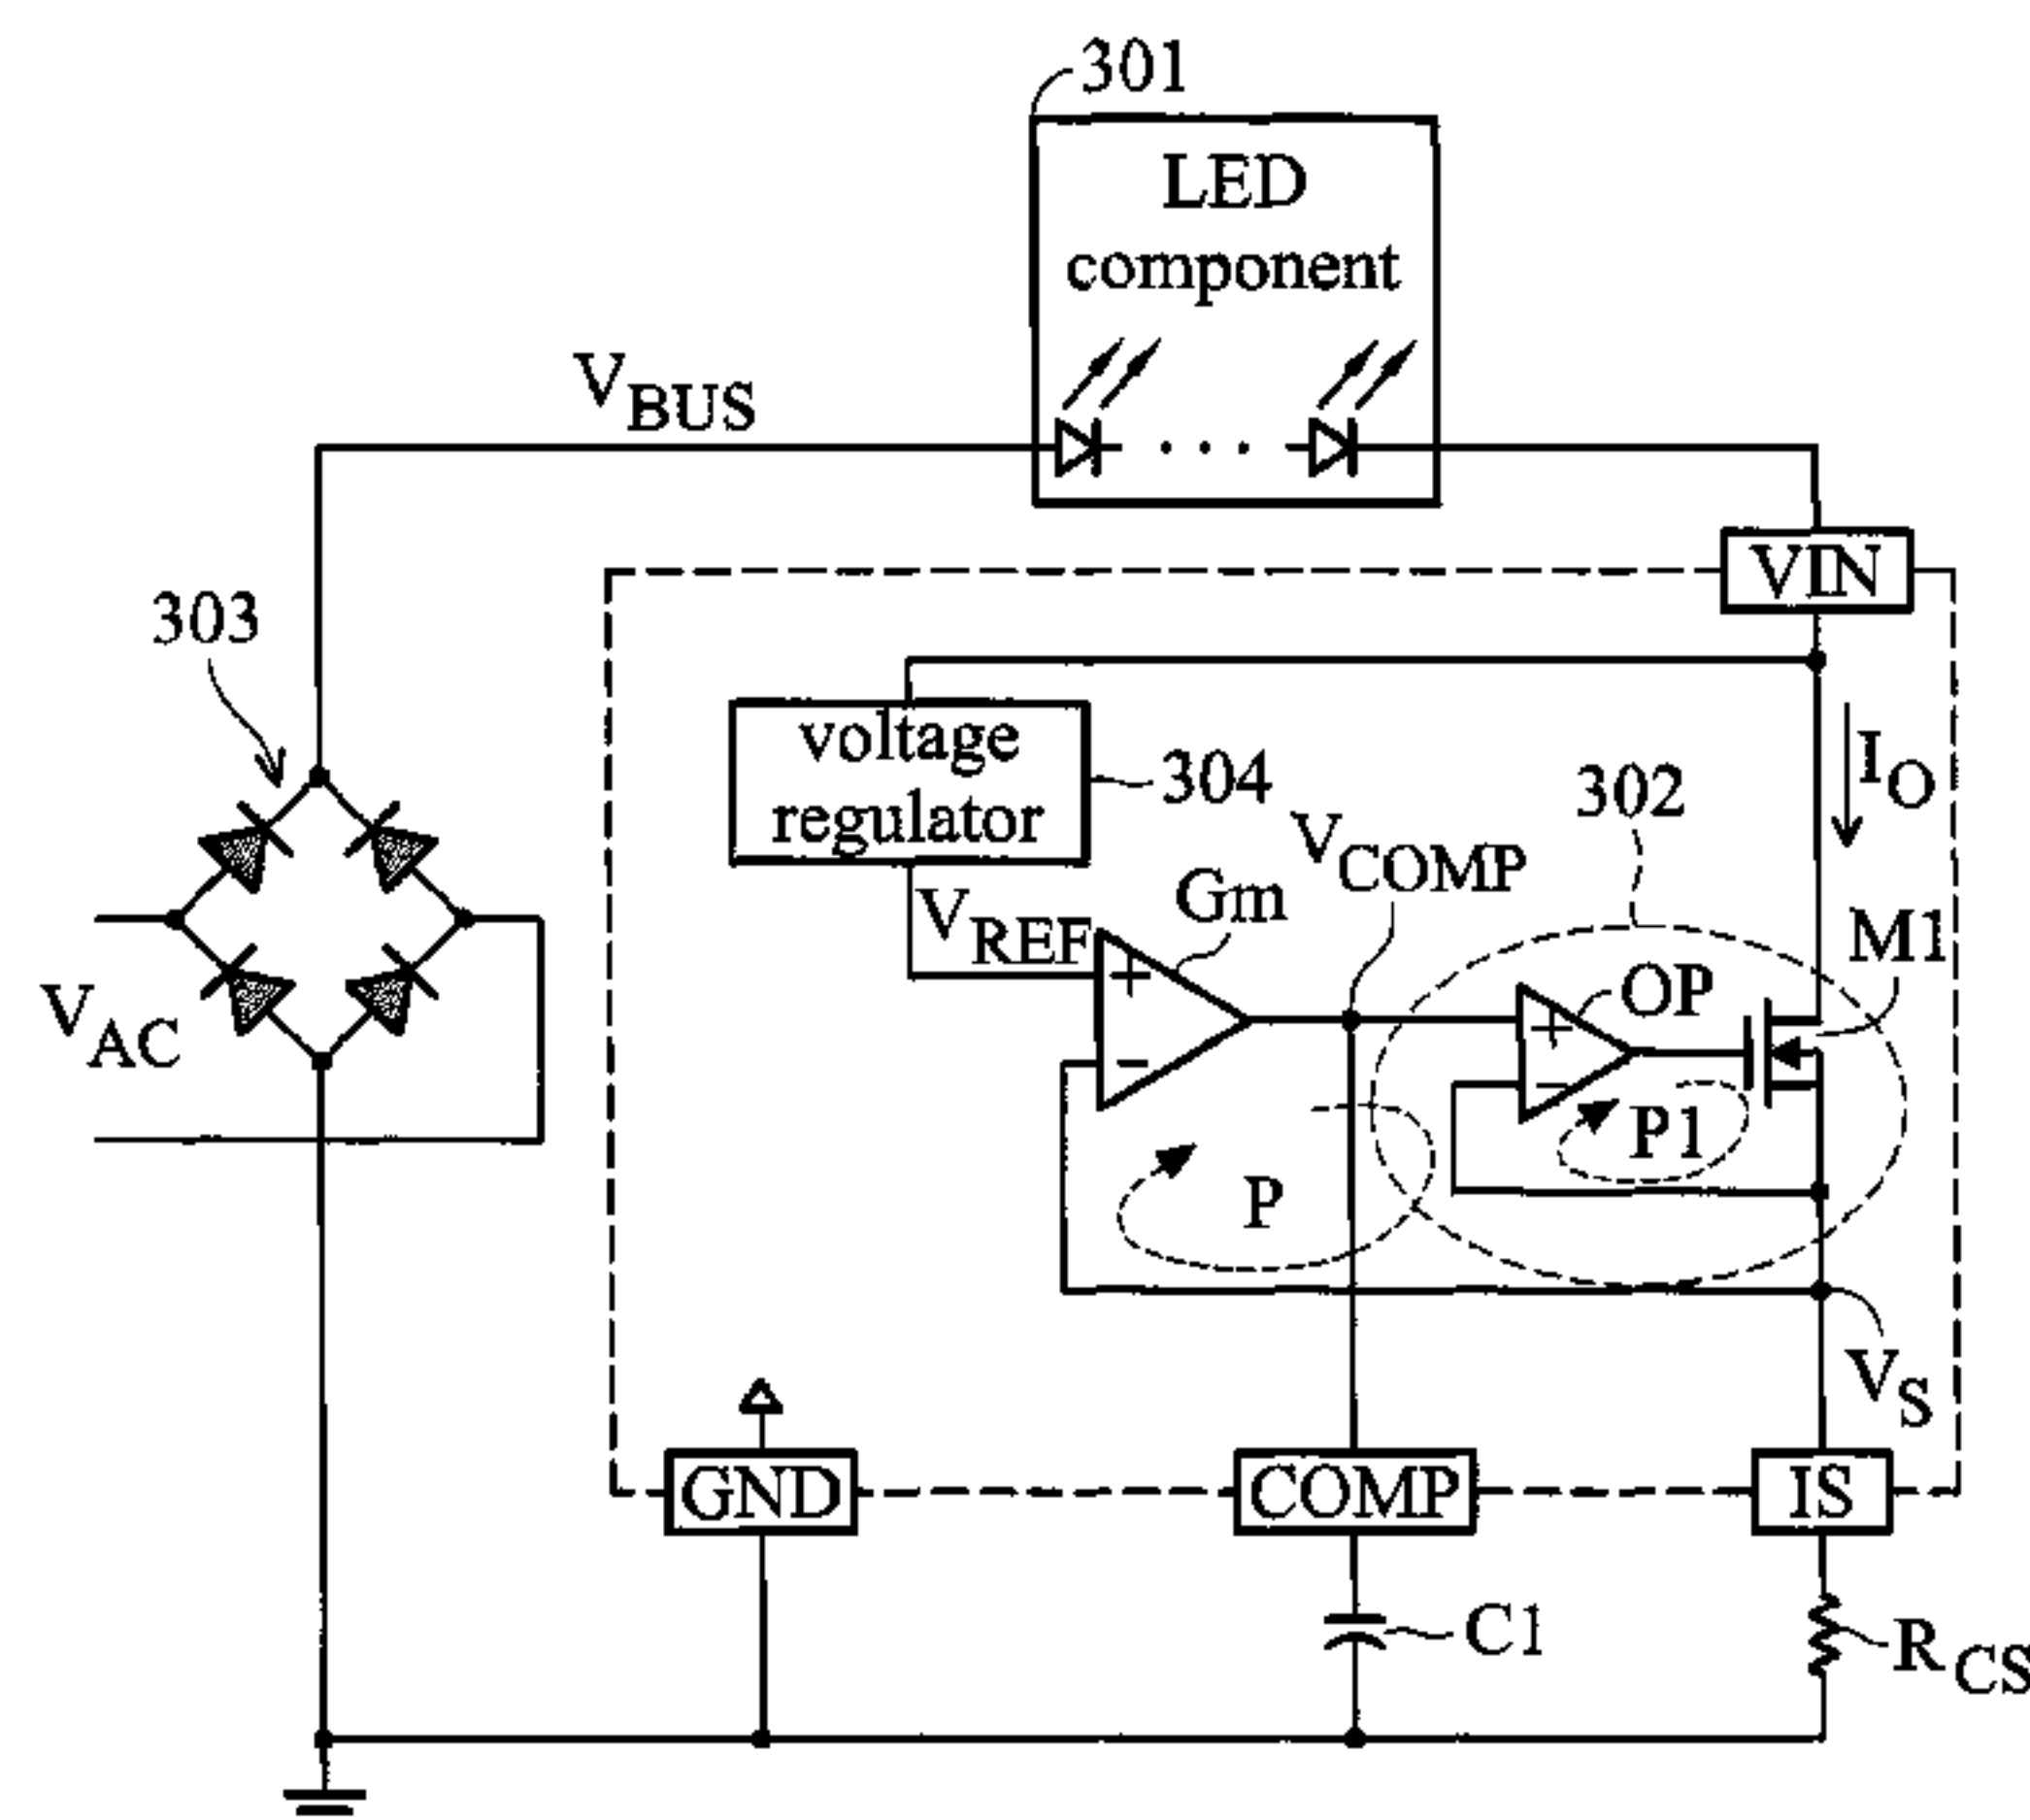 301
LED
component
V_BUS
VIN
303
voltage
regulator
304
302
I_O
V_COMP
Gm
V_REF
M1
+
OP
+
V_AC
-
-
P1
P
V_S
GND
COMP
IS
C1
R_CS